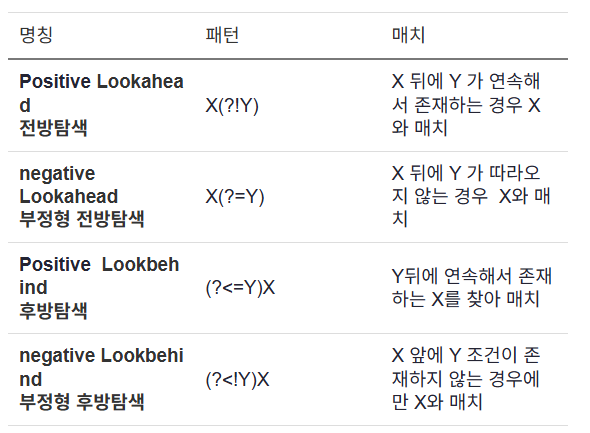 명칭 패턴 매치
Positive Lookahea
d
전방탐색
X(?!Y)
X 뒤에 Y 가 연속해
서 존재하는 경우 X
와 매치
negative
Lookahead
부정형 전방탐색
X(?=Y)
X 뒤에 Y 가 따라오
지 않는 경우  X와 매
치
Positive  Lookbeh
ind
후방탐색
(?<=Y)X
Y뒤에 연속해서 존재
하는 X를 찾아 매치
negative Lookbehi
nd
부정형 후방탐색
(?<!Y)X
X 앞에 Y 조건이 존
재하지 않는 경우에
만 X와 매치